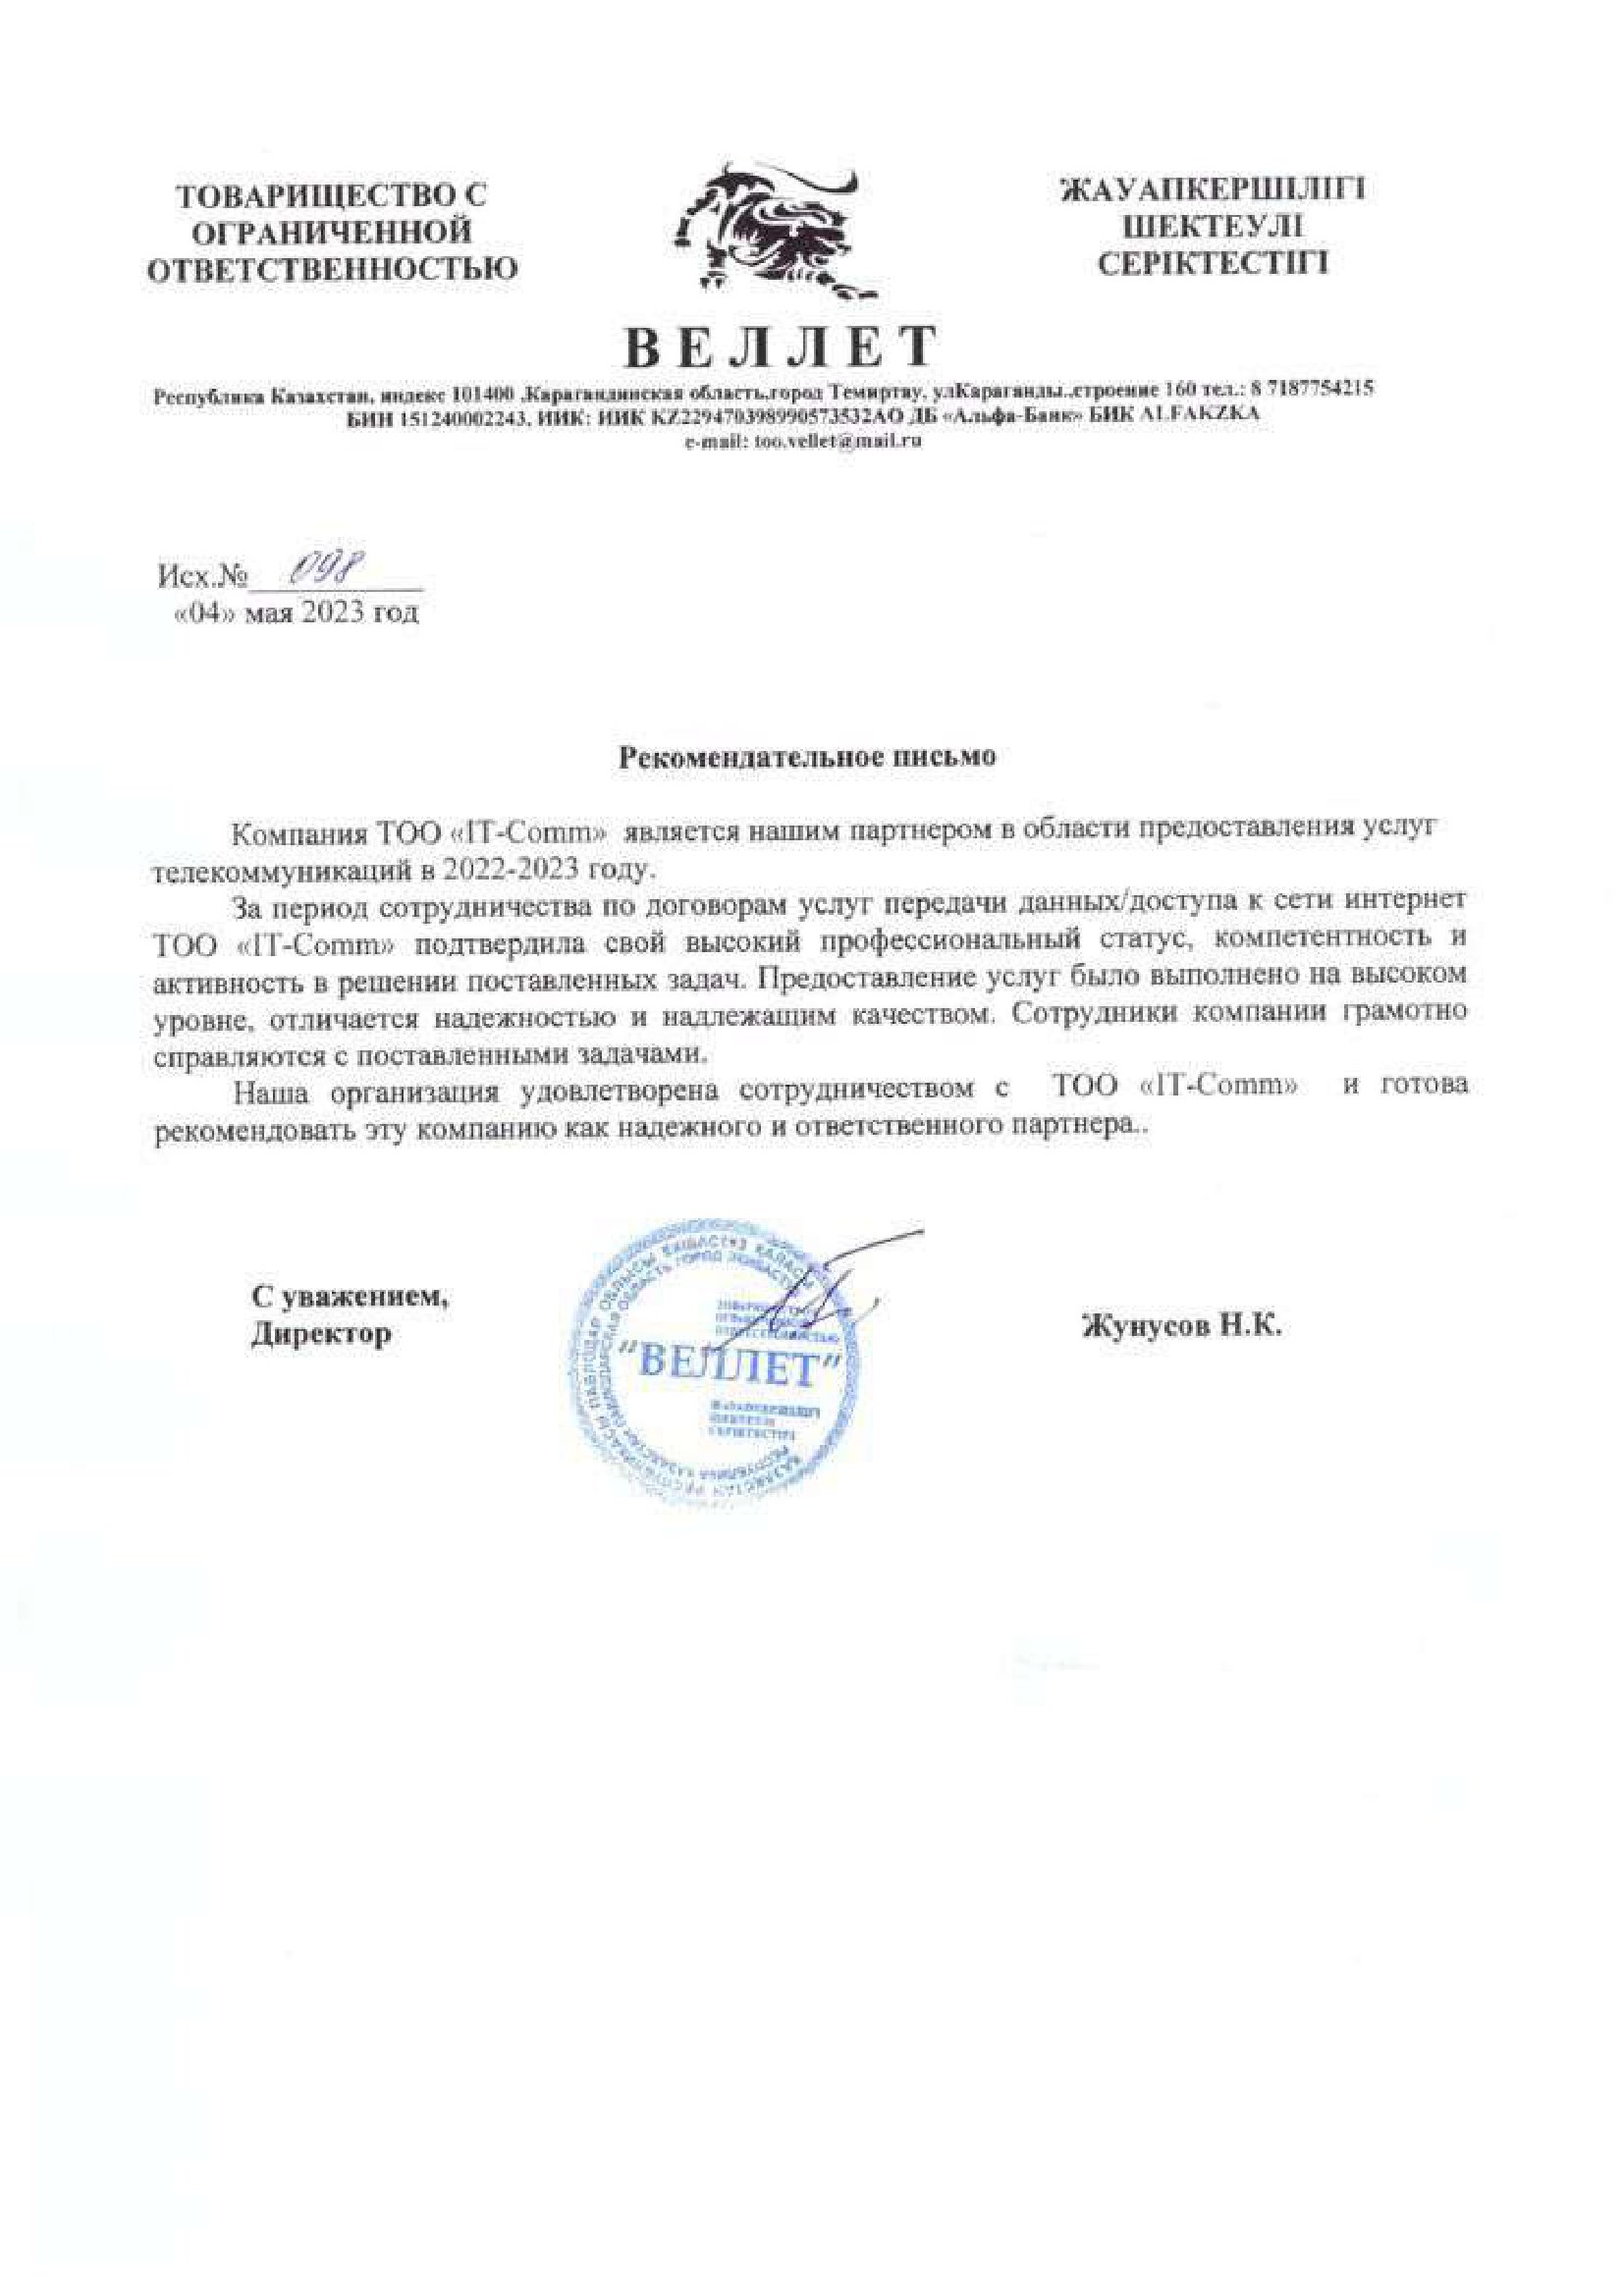 ТОВАРИЩЕСТВО С
ОГРАНИЧЕННОЙ
ОТВЕТСТВЕННОСТЬЮ
ЖАУАПКЕРШІЛІГІ
ШЕКТЕУЛІ
СЕРІКТЕСТІГІ
ВЕЛЛЕТ
Республика Казахстан, индекс 101400 ,Карагандинская область,город Темиртау, улКараганды.,строение 160 тел.: 8 7187754215
БИН 151240002243, ИИК: ИИК KZ229470398990573532АО ДБ «Альфа-Банк» БИК ALFAKZKA
e-mail: too.vellet@mail.ru
Исх.№ 098
«04» мая 2023 год
Рекомендательное письмо
Компания ТОО «IT-Comm» является нашим партнером в области предоставления услуг
телекоммуникаций в 2022-2023 году.
За период сотрудничества по договорам услуг передачи данных/доступа к сети интернет
ТОО «IT-Comm» подтвердила свой высокий профессиональный статус, компетентность и
активность в решении поставленных задач. Предоставление услуг было выполнено на высоком
уровне, отличается надежностью и надлежащим качеством. Сотрудники компании грамотно
справляются с поставленными задачами.
Наша организация удовлетворена сотрудничеством с ТОО «IT-Comm» и готова
рекомендовать эту компанию как надежного и ответственного партнера..
С уважением,
Директор
"ВЕЛЛЕТ"
Жунусов Н.К.